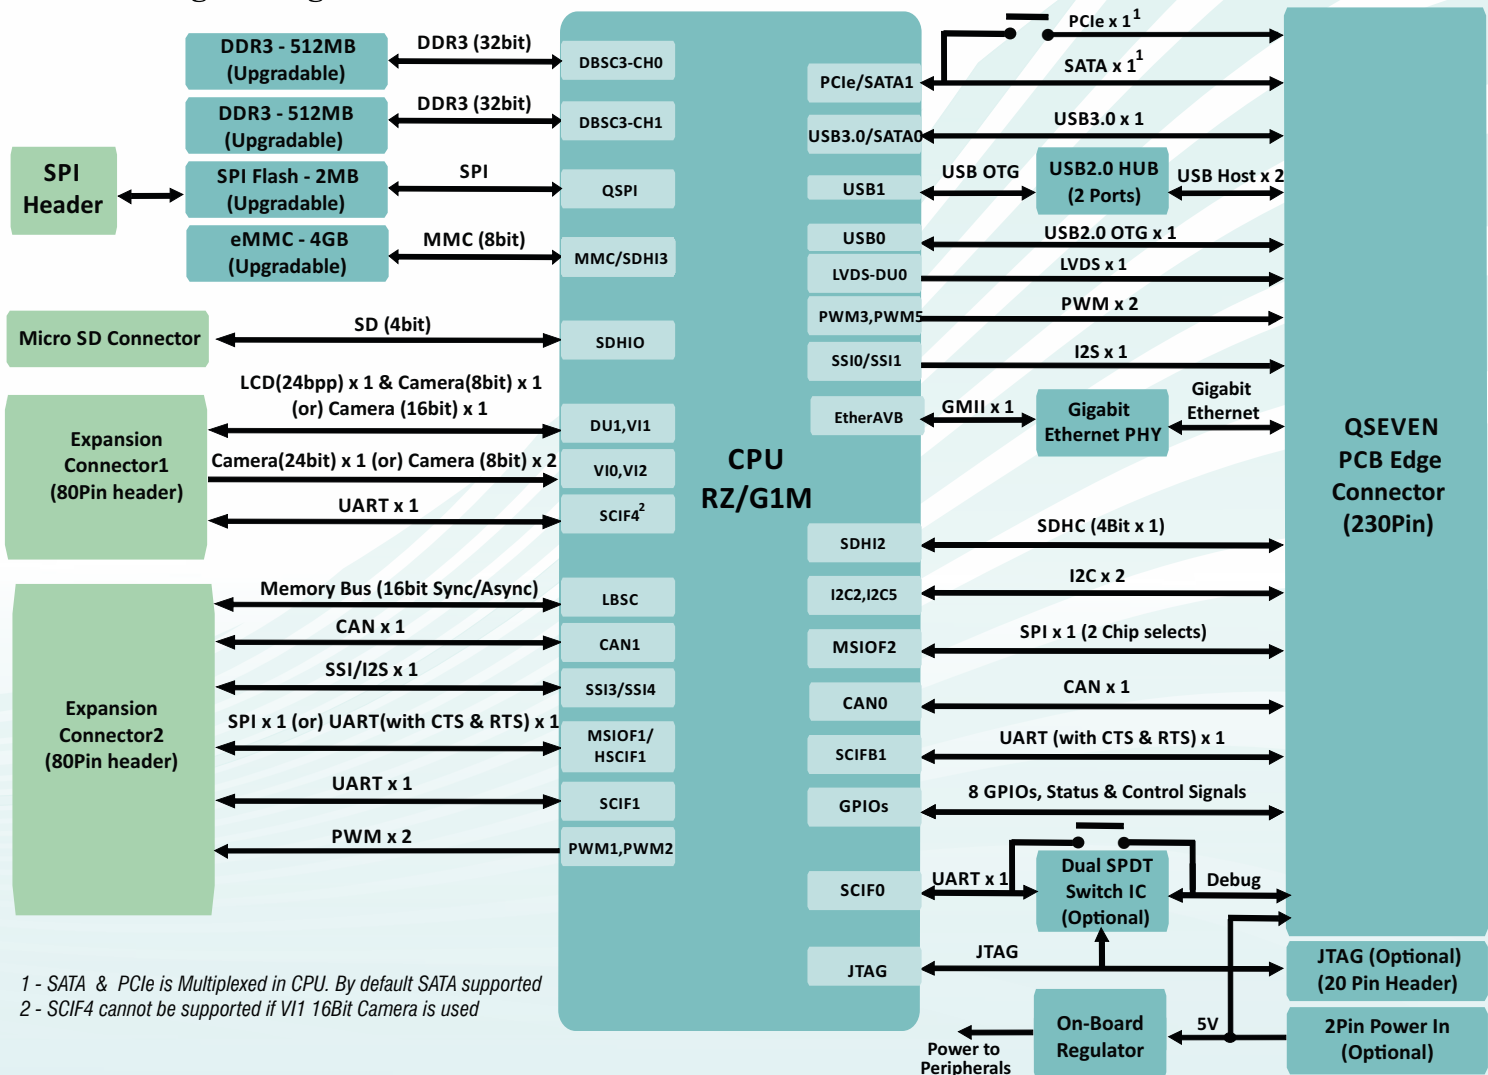 DDR3 - 512MB
(Upgradable)
DDR3 (32bit)
DBSC3-CH0
DDR3 - 512MB
(Upgradable)
DDR3 (32bit)
DBSC3-CH1
SPI
Header
SPI Flash - 2MB
(Upgradable)
SPI
QSPI
eMMC - 4GB
(Upgradable)
MMC (8bit)
MMC/SDHI3
Micro SD Connector
SD (4bit)
SDHIO
Expansion
Connector1
(80Pin header)
LCD(24bpp) x 1 & Camera(8bit) x 1
(or) Camera (16bit) x 1
DU1,VI1
Camera(24bit) x 1 (or) Camera (8bit) x 2
VI0,VI2
UART x 1
SCIF4²
Expansion
Connector2
(80Pin header)
Memory Bus (16bit Sync/Async)
LBSC
CAN x 1
CAN1
SSI/I2S x 1
SSI3/SSI4
SPI x 1 (or) UART(with CTS & RTS) x 1
MSIOF1/
HSCIF1
UART x 1
SCIF1
PWM x 2
PWM1,PWM2
CPU
RZ/G1M
PCIe/SATA1
PCIe x 1¹
SATA x 1¹
USB3.0/SATA0
USB3.0 x 1
USB1
USB OTG
USB2.0 HUB
(2 Ports)
USB Host x 2
USB0
USB2.0 OTG x 1
LVDS-DU0
LVDS x 1
PWM3,PWM5
PWM x 2
SSI0/SSI1
I2S x 1
EtherAVB
GMII x 1
Gigabit
Ethernet PHY
Gigabit
Ethernet
SDHI2
SDHC (4Bit x 1)
I2C2,I2C5
I2C x 2
MSIOF2
SPI x 1 (2 Chip selects)
CAN0
CAN x 1
SCIFB1
UART (with CTS & RTS) x 1
GPIOs
8 GPIOs, Status & Control Signals
SCIF0
UART x 1
Dual SPDT
Switch IC
(Optional)
Debug
JTAG
JTAG
QSEVEN
PCB Edge
Connector
(230Pin)
JTAG (Optional)
(20 Pin Header)
2Pin Power In
(Optional)
5V
On-Board
Regulator
Power to
Peripherals
1 - SATA & PCIe is Multiplexed in CPU. By default SATA supported
2 - SCIF4 cannot be supported if VI1 16Bit Camera is used